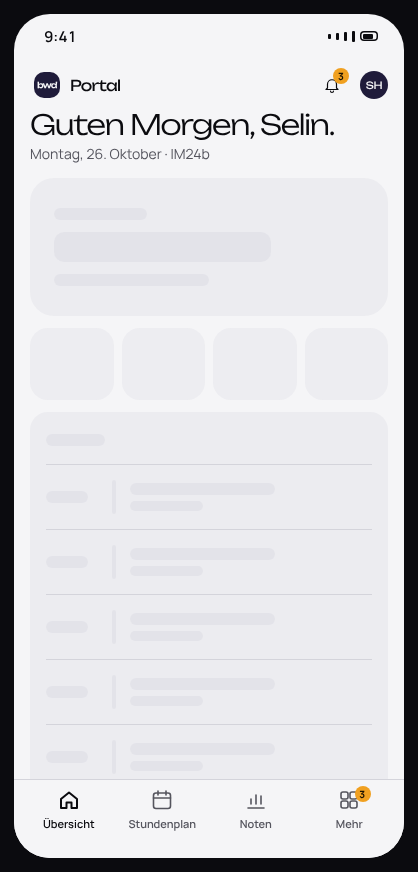 9:41
bwd Portal 3 SH
Guten Morgen, Selin.
Montag, 26. Oktober · IM24b
3
Übersicht Stundenplan Noten Mehr